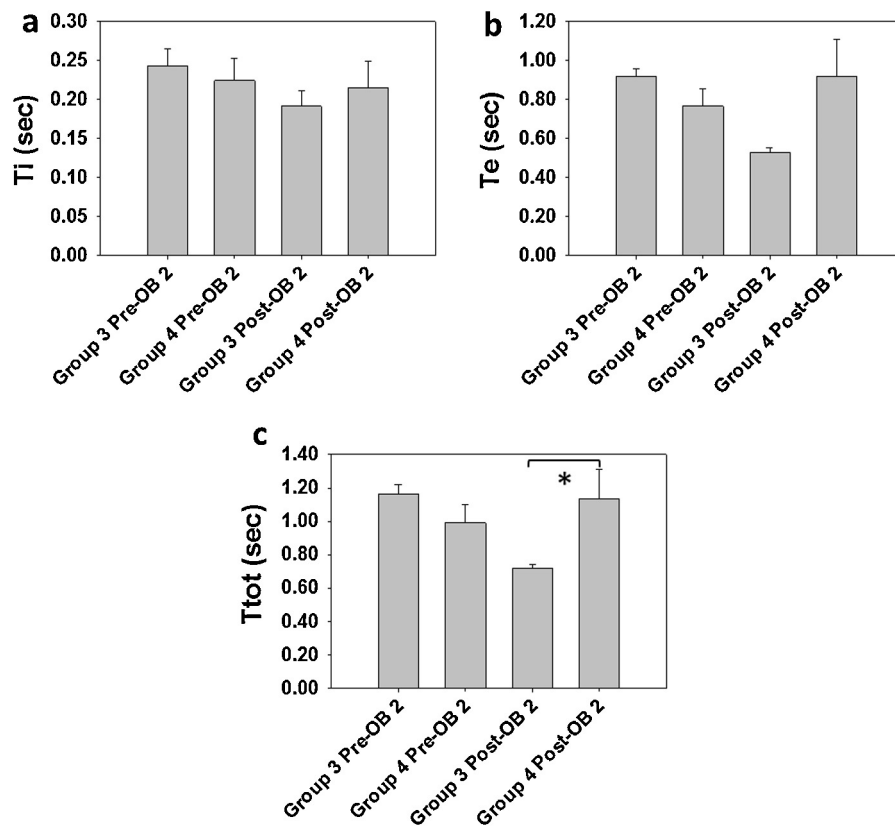 a
Ti (sec)
0.30
0.25
0.20
0.15
0.10
0.05
0.00
Group 3 Pre-OB 2
Group 4 Pre-OB 2
Group 3 Post-OB 2
Group 4 Post-OB 2
b
Te (sec)
1.20
1.00
0.80
0.60
0.40
0.20
0.00
Group 3 Pre-OB 2
Group 4 Pre-OB 2
Group 3 Post-OB 2
Group 4 Post-OB 2
c
Ttot (sec)
1.40
1.20
1.00
0.80
0.60
0.40
0.20
0.00
*
Group 3 Pre-OB 2
Group 4 Pre-OB 2
Group 3 Post-OB 2
Group 4 Post-OB 2